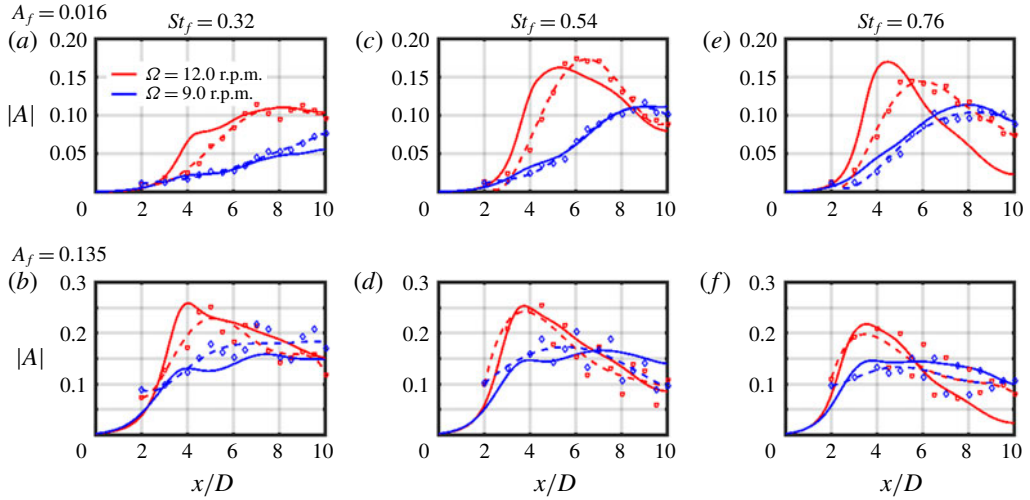 A_f = 0.016
St_f = 0.32 St_f = 0.54 St_f = 0.76
(a) (c) (e)
0.20 0.20 0.20
Ω = 12.0 r.p.m.
Ω = 9.0 r.p.m.
0.15 0.15 0.15
|A| 0.10 0.10 0.10
0.05 0.05 0.05
0 2 4 6 8 10 0 2 4 6 8 10 0 2 4 6 8 10
A_f = 0.135
(b) (d) (f)
0.3 0.3 0.3
0.2 0.2 0.2
|A|
0.1 0.1 0.1
0 2 4 6 8 10 0 2 4 6 8 10 0 2 4 6 8 10
x/D x/D x/D